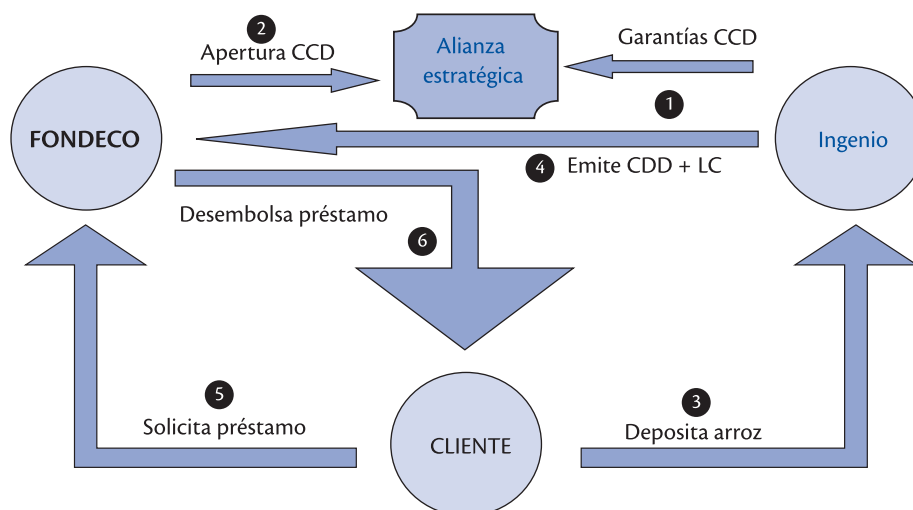 2
Apertura CCD
Alianza
estratégica
Garantías CCD
1
FONDECO
Ingenio
4 Emite CDD + LC
Desembolsa préstamo
6
5
Solicita préstamo
3
Deposita arroz
CLIENTE